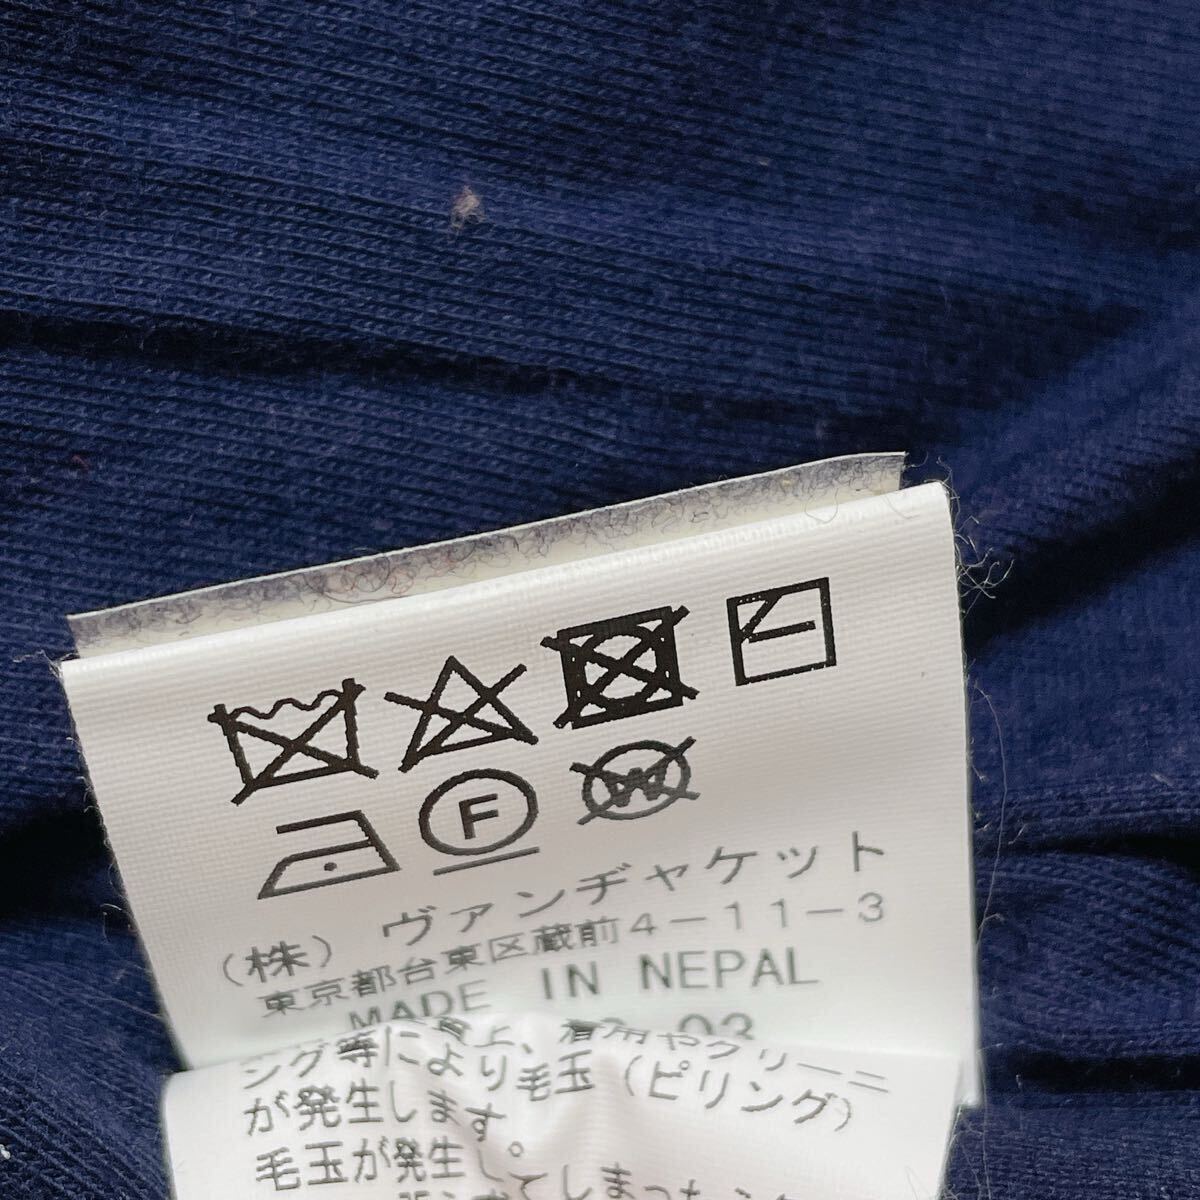 F W
ヴァンヂャケット
(株)
東京都台東区蔵前4-11-3
MADE IN NEPAL
03
ング等により毛玉(ピリング)
が発生します。
毛玉が発生してしまった